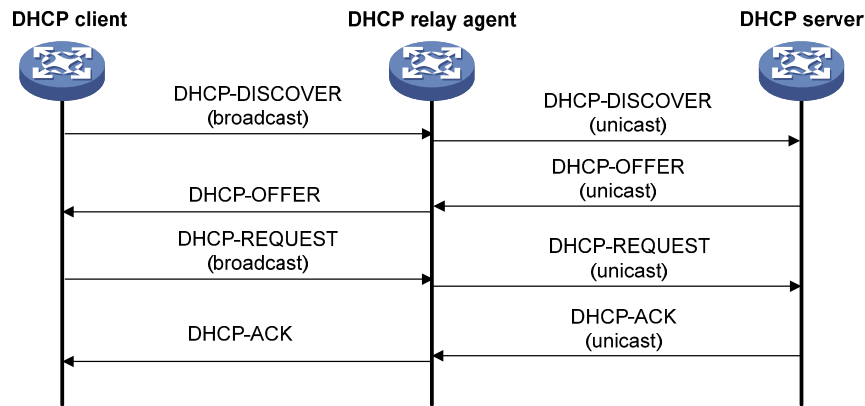 DHCP client
DHCP relay agent
DHCP server
DHCP-DISCOVER
(broadcast)
DHCP-DISCOVER
(unicast)
DHCP-OFFER
(unicast)
DHCP-OFFER
DHCP-REQUEST
(broadcast)
DHCP-REQUEST
(unicast)
DHCP-ACK
(unicast)
DHCP-ACK